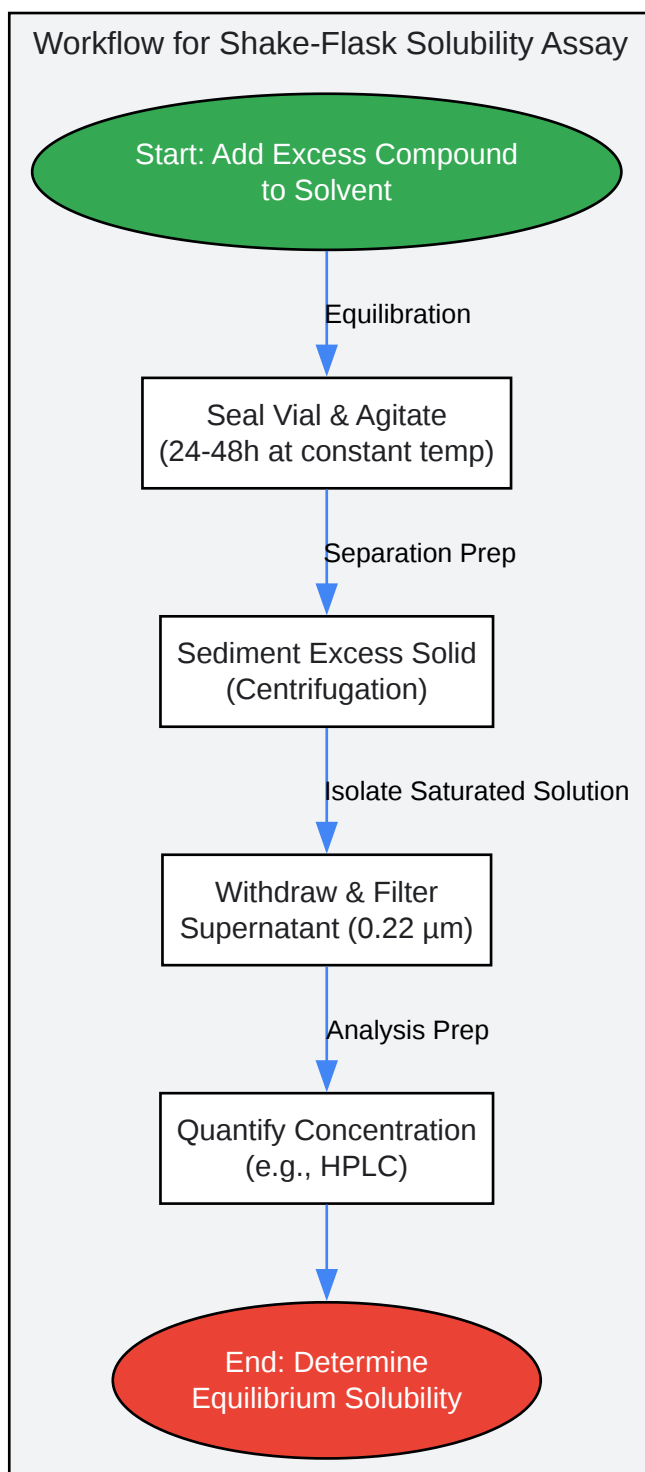 Workflow for Shake-Flask Solubility Assay
Start: Add Excess Compound
to Solvent
Equilibration
Seal Vial & Agitate
(24-48h at constant temp)
Separation Prep
Sediment Excess Solid
(Centrifugation)
Isolate Saturated Solution
Withdraw & Filter
Supernatant (0.22 µm)
Analysis Prep
Quantify Concentration
(e.g., HPLC)
End: Determine
Equilibrium Solubility